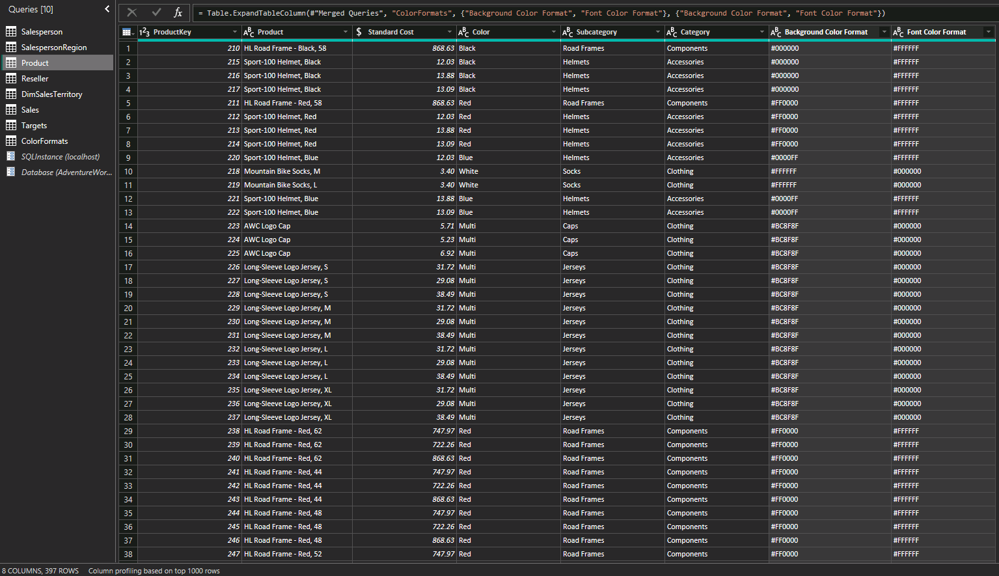 Queries [10]
Salesperson
SalespersonRegion
Product
Reseller
DimSalesTerritory
Sales
Targets
ColorFormats
SQLInstance (localhost)
Database (AdventureWor...
fx = Table.ExpandTableColumn(#"Merged Queries", "ColorFormats", {"Background Color Format", "Font Color Format"}, {"Background Color Format", "Font Color Format"})
1 2 3 ProductKey A B C Product $ Standard Cost A B C Color A B C Subcategory A B C Category A B C Background Color Format A B C Font Color Format
1 210 HL Road Frame - Black, 58 868.63 Black Road Frames Components #000000 #FFFFFF
2 215 Sport-100 Helmet, Black 12.03 Black Helmets Accessories #000000 #FFFFFF
3 216 Sport-100 Helmet, Black 13.88 Black Helmets Accessories #000000 #FFFFFF
4 217 Sport-100 Helmet, Black 13.09 Black Helmets Accessories #000000 #FFFFFF
5 211 HL Road Frame - Red, 58 868.63 Red Road Frames Components #FF0000 #FFFFFF
6 212 Sport-100 Helmet, Red 12.03 Red Helmets Accessories #FF0000 #FFFFFF
7 213 Sport-100 Helmet, Red 13.88 Red Helmets Accessories #FF0000 #FFFFFF
8 214 Sport-100 Helmet, Red 13.09 Red Helmets Accessories #FF0000 #FFFFFF
9 220 Sport-100 Helmet, Blue 12.03 Blue Helmets Accessories #0000FF #FFFFFF
10 218 Mountain Bike Socks, M 3.40 White Socks Clothing #FFFFFF #000000
11 219 Mountain Bike Socks, L 3.40 White Socks Clothing #FFFFFF #000000
12 221 Sport-100 Helmet, Blue 13.88 Blue Helmets Accessories #0000FF #FFFFFF
13 222 Sport-100 Helmet, Blue 13.09 Blue Helmets Accessories #0000FF #FFFFFF
14 223 AWC Logo Cap 5.71 Multi Caps Clothing #BC8F8F #000000
15 224 AWC Logo Cap 5.23 Multi Caps Clothing #BC8F8F #000000
16 225 AWC Logo Cap 6.92 Multi Caps Clothing #BC8F8F #000000
17 226 Long-Sleeve Logo Jersey, S 31.72 Multi Jerseys Clothing #BC8F8F #000000
18 227 Long-Sleeve Logo Jersey, S 29.08 Multi Jerseys Clothing #BC8F8F #000000
19 228 Long-Sleeve Logo Jersey, S 38.49 Multi Jerseys Clothing #BC8F8F #000000
20 229 Long-Sleeve Logo Jersey, M 31.72 Multi Jerseys Clothing #BC8F8F #000000
21 230 Long-Sleeve Logo Jersey, M 29.08 Multi Jerseys Clothing #BC8F8F #000000
22 231 Long-Sleeve Logo Jersey, M 38.49 Multi Jerseys Clothing #BC8F8F #000000
23 232 Long-Sleeve Logo Jersey, L 31.72 Multi Jerseys Clothing #BC8F8F #000000
24 233 Long-Sleeve Logo Jersey, L 29.08 Multi Jerseys Clothing #BC8F8F #000000
25 234 Long-Sleeve Logo Jersey, L 38.49 Multi Jerseys Clothing #BC8F8F #000000
26 235 Long-Sleeve Logo Jersey, XL 31.72 Multi Jerseys Clothing #BC8F8F #000000
27 236 Long-Sleeve Logo Jersey, XL 29.08 Multi Jerseys Clothing #BC8F8F #000000
28 237 Long-Sleeve Logo Jersey, XL 38.49 Multi Jerseys Clothing #BC8F8F #000000
29 238 HL Road Frame - Red, 62 747.97 Red Road Frames Components #FF0000 #FFFFFF
30 239 HL Road Frame - Red, 62 722.26 Red Road Frames Components #FF0000 #FFFFFF
31 240 HL Road Frame - Red, 62 868.63 Red Road Frames Components #FF0000 #FFFFFF
32 241 HL Road Frame - Red, 44 747.97 Red Road Frames Components #FF0000 #FFFFFF
33 242 HL Road Frame - Red, 44 722.26 Red Road Frames Components #FF0000 #FFFFFF
34 243 HL Road Frame - Red, 44 868.63 Red Road Frames Components #FF0000 #FFFFFF
35 244 HL Road Frame - Red, 48 747.97 Red Road Frames Components #FF0000 #FFFFFF
36 245 HL Road Frame - Red, 48 722.26 Red Road Frames Components #FF0000 #FFFFFF
37 246 HL Road Frame - Red, 48 868.63 Red Road Frames Components #FF0000 #FFFFFF
38 247 HL Road Frame - Red, 52 747.97 Red Road Frames Components #FF0000 #FFFFFF
8 COLUMNS, 397 ROWS Column profiling based on top 1000 rows